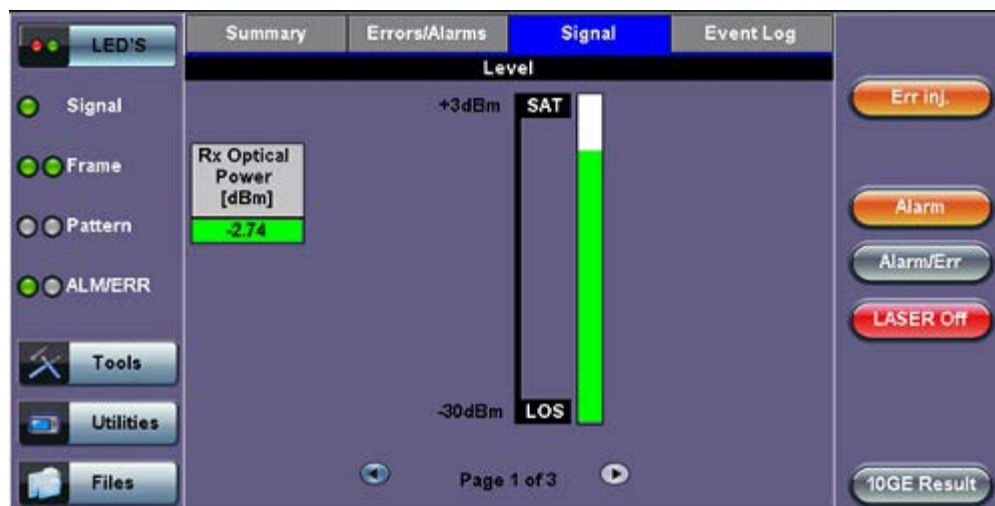 LED'S
Summary
Errors/Alarms
Signal
Event Log
Level
Signal
Frame
Pattern
ALM/ERR
Tools
Utilities
Files
Rx Optical
Power
[dBm]
-2.74
+3dBm
SAT
-30dBm
LOS
Page 1 of 3
Err inj.
Alarm
Alarm/Err
LASER Off
10GE Result